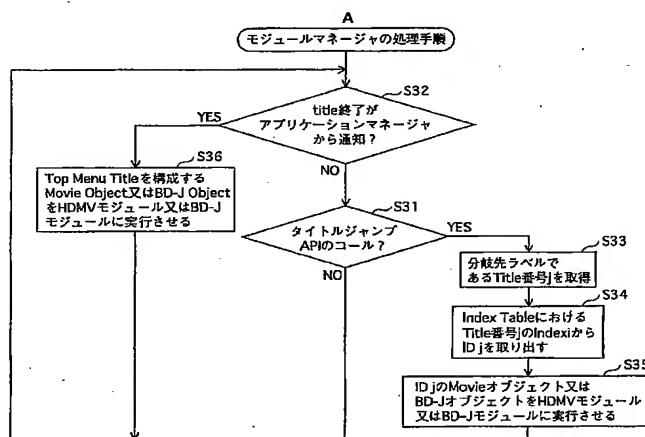 A
モジュールマネージャの処理手順
S32
title終了が
アプリケーションマネージャ
から通知？
YES
NO
S36
Top Menu Titleを構成する
Movie Object又はBD-J Object
をHDMVモジュール又はBD-J
モジュールに実行させる
S31
タイトルジャンプ
APIのコール？
YES
NO
S33
分岐先ラベルで
あるTitle番号jを取得
S34
Index Tableにおける
Title番号jのIndexiから
ID jを取り出す
S35
ID jのMovieオブジェクト又は
BD-JオブジェクトをHDMVモジュール
又はBD-Jモジュールに実行させる